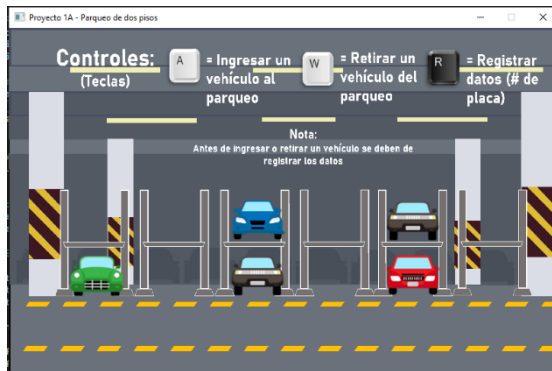 Proyecto 1A - Parqueo de dos pisos
Controles:
(Teclas)
A
= Ingresar un
vehículo al
parqueo
W
= Retirar un
vehículo del
parqueo
R
= Registrar
datos (# de
placa)
Nota:
Antes de ingresar o retirar un vehículo se deben de
registrar los datos